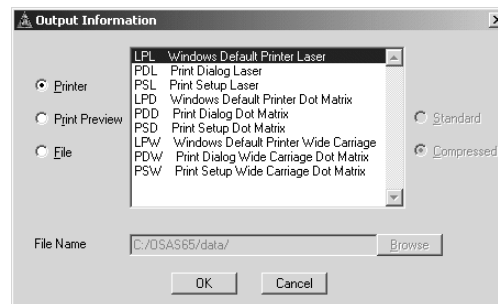 Output Information
LPL Windows Default Printer Laser
PDL Print Dialog Laser
PSL Print Setup Laser
LPD Windows Default Printer Dot Matrix
PDD Print Dialog Dot Matrix
PSD Print Setup Dot Matrix
LPW Windows Default Printer Wide Carriage
PDW Print Dialog Wide Carriage Dot Matrix
PSW Print Setup Wide Carriage Dot Matrix
Printer
Print Preview
File
Standard
Compressed
File Name
C:/OSAS65/data/
Browse
OK
Cancel